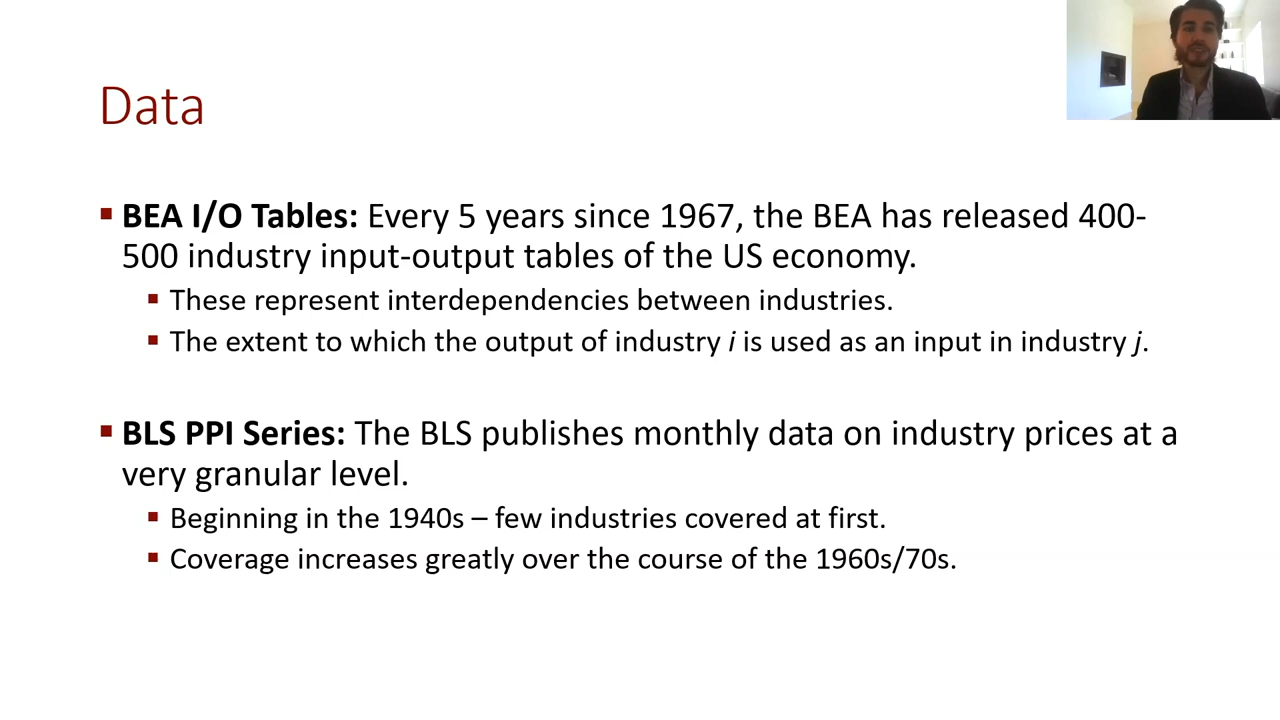 Data
BEA I/O Tables: Every 5 years since 1967, the BEA has released 400-
500 industry input-output tables of the US economy.
These represent interdependencies between industries.
The extent to which the output of industry i is used as an input in industry j.
BLS PPI Series: The BLS publishes monthly data on industry prices at a
very granular level.
Beginning in the 1940s – few industries covered at first.
Coverage increases greatly over the course of the 1960s/70s.